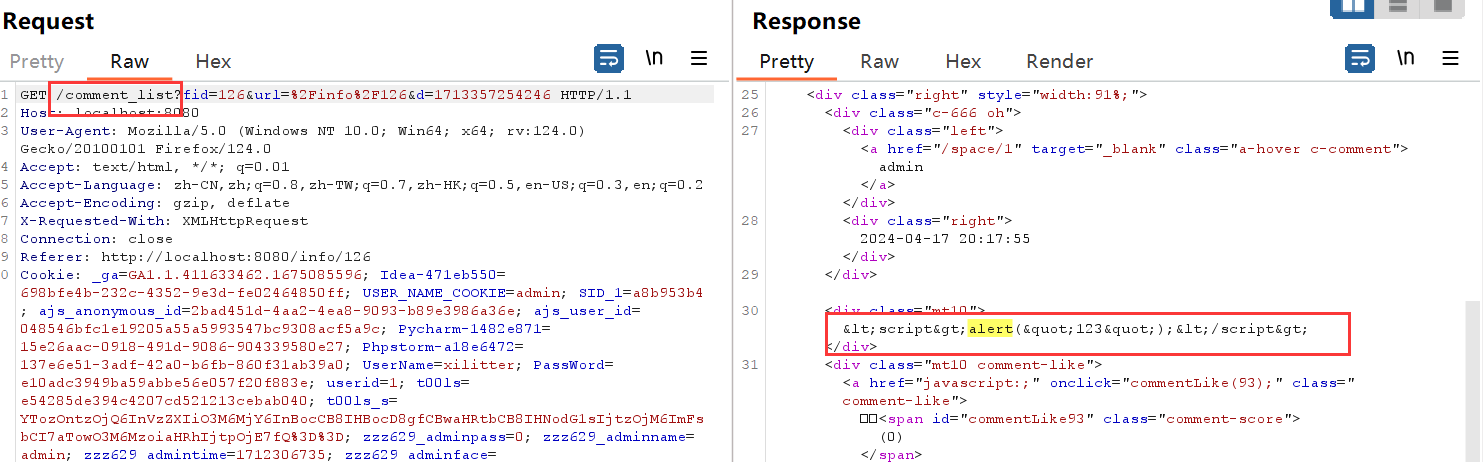 Request
Pretty Raw Hex
\n
1 GET /comment_list?fid=126&url=%2Finfo%2F126&d=1713357254246 HTTP/1.1
2 Host: localhost:8080
3 User-Agent: Mozilla/5.0 (Windows NT 10.0; Win64; x64; rv:124.0)
Gecko/20100101 Firefox/124.0
4 Accept: text/html, */*; q=0.01
5 Accept-Language: zh-CN,zh;q=0.8,zh-TW;q=0.7,zh-HK;q=0.5,en-US;q=0.3,en;q=0.2
6 Accept-Encoding: gzip, deflate
7 X-Requested-With: XMLHttpRequest
8 Connection: close
9 Referer: http://localhost:8080/info/126
0 Cookie: _ga=GA1.1.411633462.1675085596; Idea-471eb550=
698bfe4b-232c-4352-9e3d-fe02464850ff; USER_NAME_COOKIE=admin; SID_1=a8b953b4
; ajs_anonymous_id=2bad451d-4aa2-4ea8-9093-b89e3986a36e; ajs_user_id=
048546bfc1e19205a55a5993547bc9308acf5a9c; Pycharm-1482e871=
15e26aac-0918-491d-9086-904339580e27; Phpstorm-a18e6472=
137e6e51-3adf-42a0-b6fb-860f31ab39a0; UserName=xilitter; PassWord=
e10adc3949ba59abbe56e057f20f883e; userid=1; t00ls=
e54285de394c4207cd521213cebab040; t00ls_s=
YTozOntzOjQ6InVzZXIiO3M6MjY6InBocCB8IHBocD8gfCBwaHRtbCB8IHNodG1sIjtzOjM6ImFs
bCI7aTowO3M6MzoiaHRhIjtpOjE7fQ%3D%3D; zzz629_adminpass=0; zzz629_adminname=
admin; zzz629_admintime=1712306735; zzz629_adminface=
Response
Pretty Raw Hex Render
\n
25 <div class="right" style="width:91%;">
26 <div class="c-666 oh">
27 <div class="left">
<a href="/space/1" target="_blank" class="a-hover c-comment">
admin
</a>
</div>
28 <div class="right">
2024-04-17 20:17:55
</div>
29 </div>
30 <div class="mt10">
&lt;script&gt;alert(&quot;123&quot;);&lt;/script&gt;
</div>
31 <div class="mt10 comment-like">
<a href="javascript:;" onclick="commentLike(93);" class="
comment-like">
<span id="commentLike93" class="comment-score">
(0)
</span>